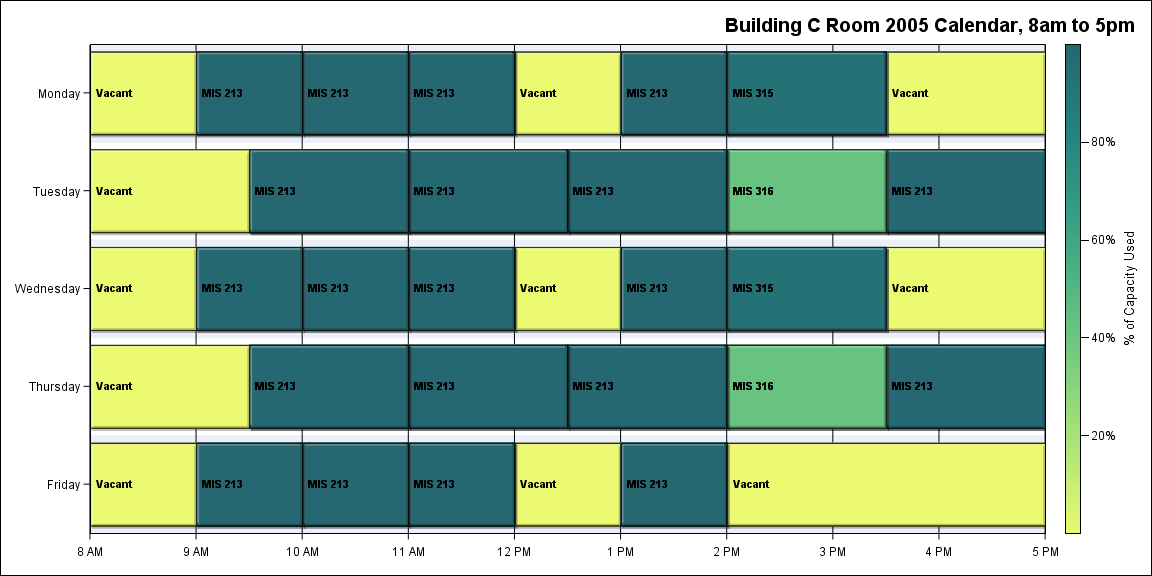 Building C Room 2005 Calendar, 8am to 5pm
Monday
Vacant MIS 213 MIS 213 MIS 213 Vacant MIS 213 MIS 315 Vacant
Tuesday
Vacant MIS 213 MIS 213 MIS 213 MIS 316 MIS 213
Wednesday
Vacant MIS 213 MIS 213 MIS 213 Vacant MIS 213 MIS 315 Vacant
Thursday
Vacant MIS 213 MIS 213 MIS 213 MIS 316 MIS 213
Friday
Vacant MIS 213 MIS 213 MIS 213 Vacant MIS 213 Vacant
8 AM 9 AM 10 AM 11 AM 12 PM 1 PM 2 PM 3 PM 4 PM 5 PM
80%
60%
40%
20%
% of Capacity Used